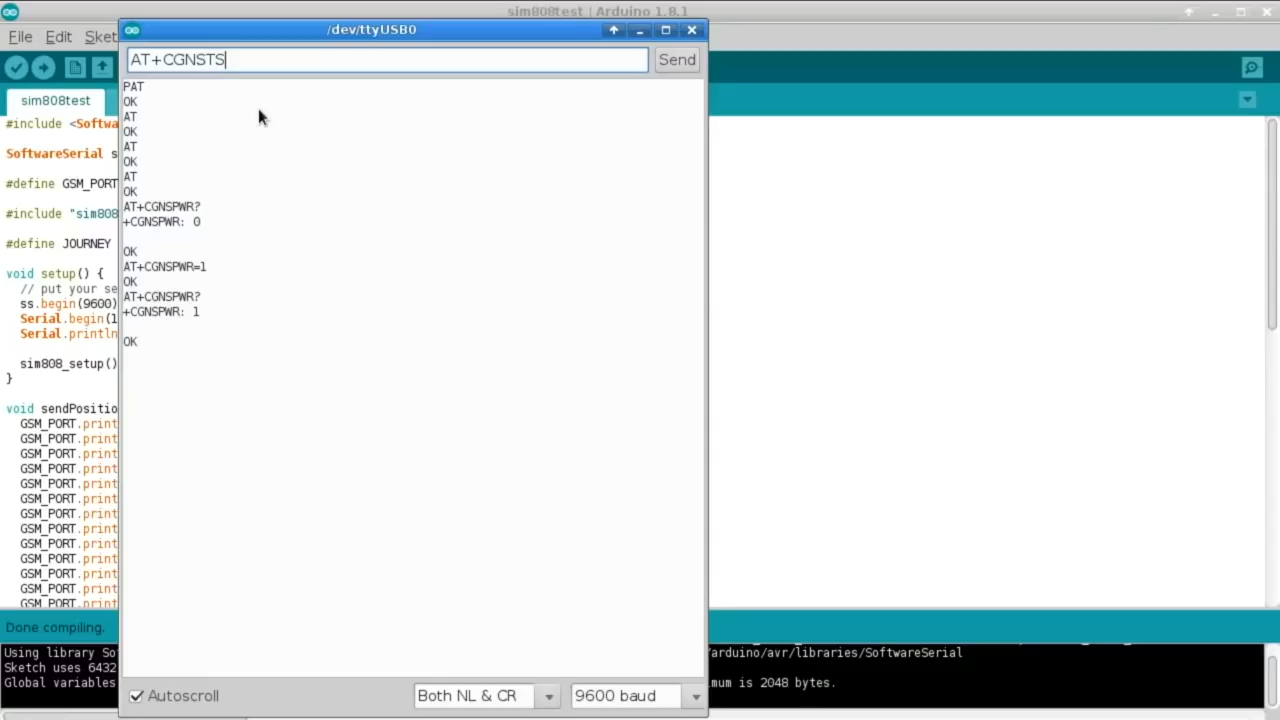 sim808test | Arduino 1.8.1
/dev/ttyUSB0
File Edit Sket
AT+CGNSTS
Send
PAT
OK
AT
OK
AT
OK
AT
OK
AT+CGNSPWR?
+CGNSPWR: 0
OK
AT+CGNSPWR=1
OK
AT+CGNSPWR?
+CGNSPWR: 1
OK
Autoscroll
Both NL & CR
9600 baud
sim808test
#include <Softwa
SoftwareSerial s
#define GSM_PORT
#include "sim808
#define JOURNEY
void setup() {
// put your se
ss.begin(9600)
Serial.begin(1
Serial.println
sim808_setup()
}
void sendPositio
GSM_PORT.print
GSM_PORT.print
GSM_PORT.print
GSM_PORT.print
GSM_PORT.print
GSM_PORT.print
GSM_PORT.print
GSM_PORT.print
GSM_PORT.print
GSM_PORT.print
GSM_PORT.print
GSM_PORT.print
GSM_PORT.print
Done compiling.
Using library So /arduino/avr/libraries/SoftwareSerial
Sketch uses 6432
Global variables mum is 2048 bytes.